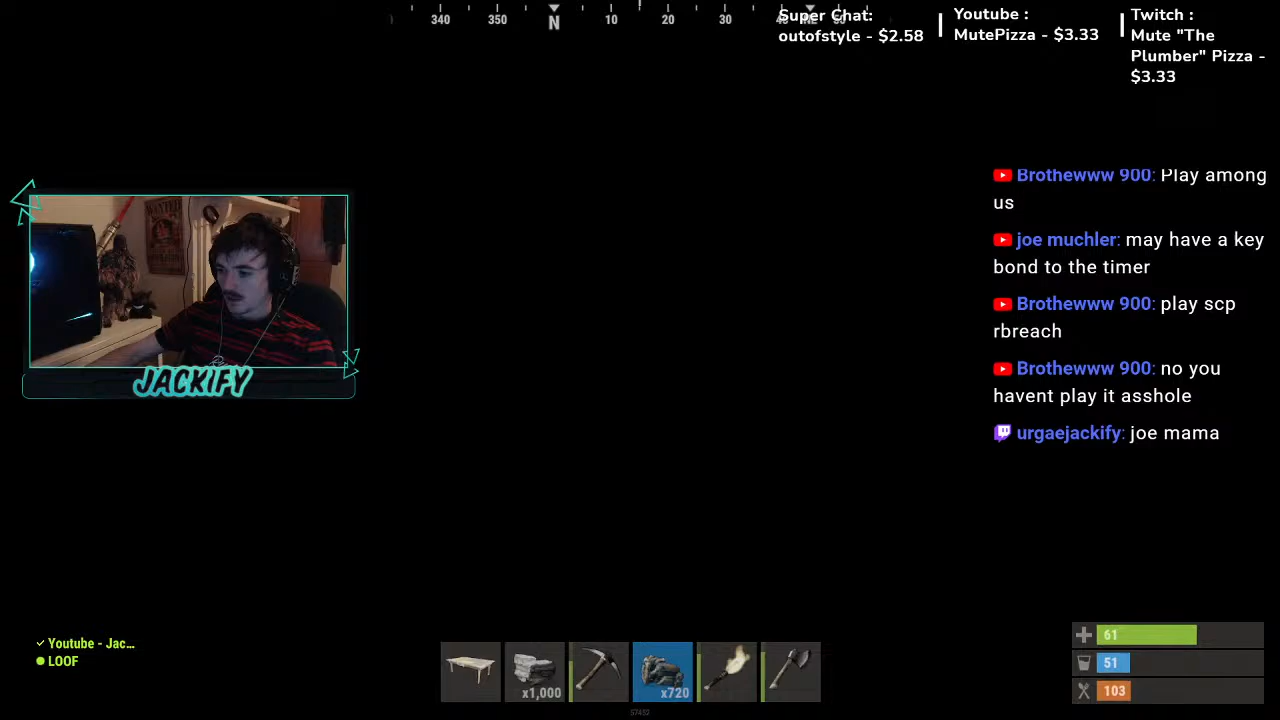 340 350 N 10 20 30
Super Chat:
outofstyle - $2.58
Youtube :
MutePizza - $3.33
Twitch :
Mute "The
Plumber" Pizza -
$3.33
WANTED
Brothewww 900: Play among
us
joe muchler: may have a key
bond to the timer
Brothewww 900: play scp
rbreach
Brothewww 900: no you
havent play it asshole
urgaejackify: joe mama
JACKIFY
Youtube - Jac...
LOOF
x1,000
x720
61
51
103